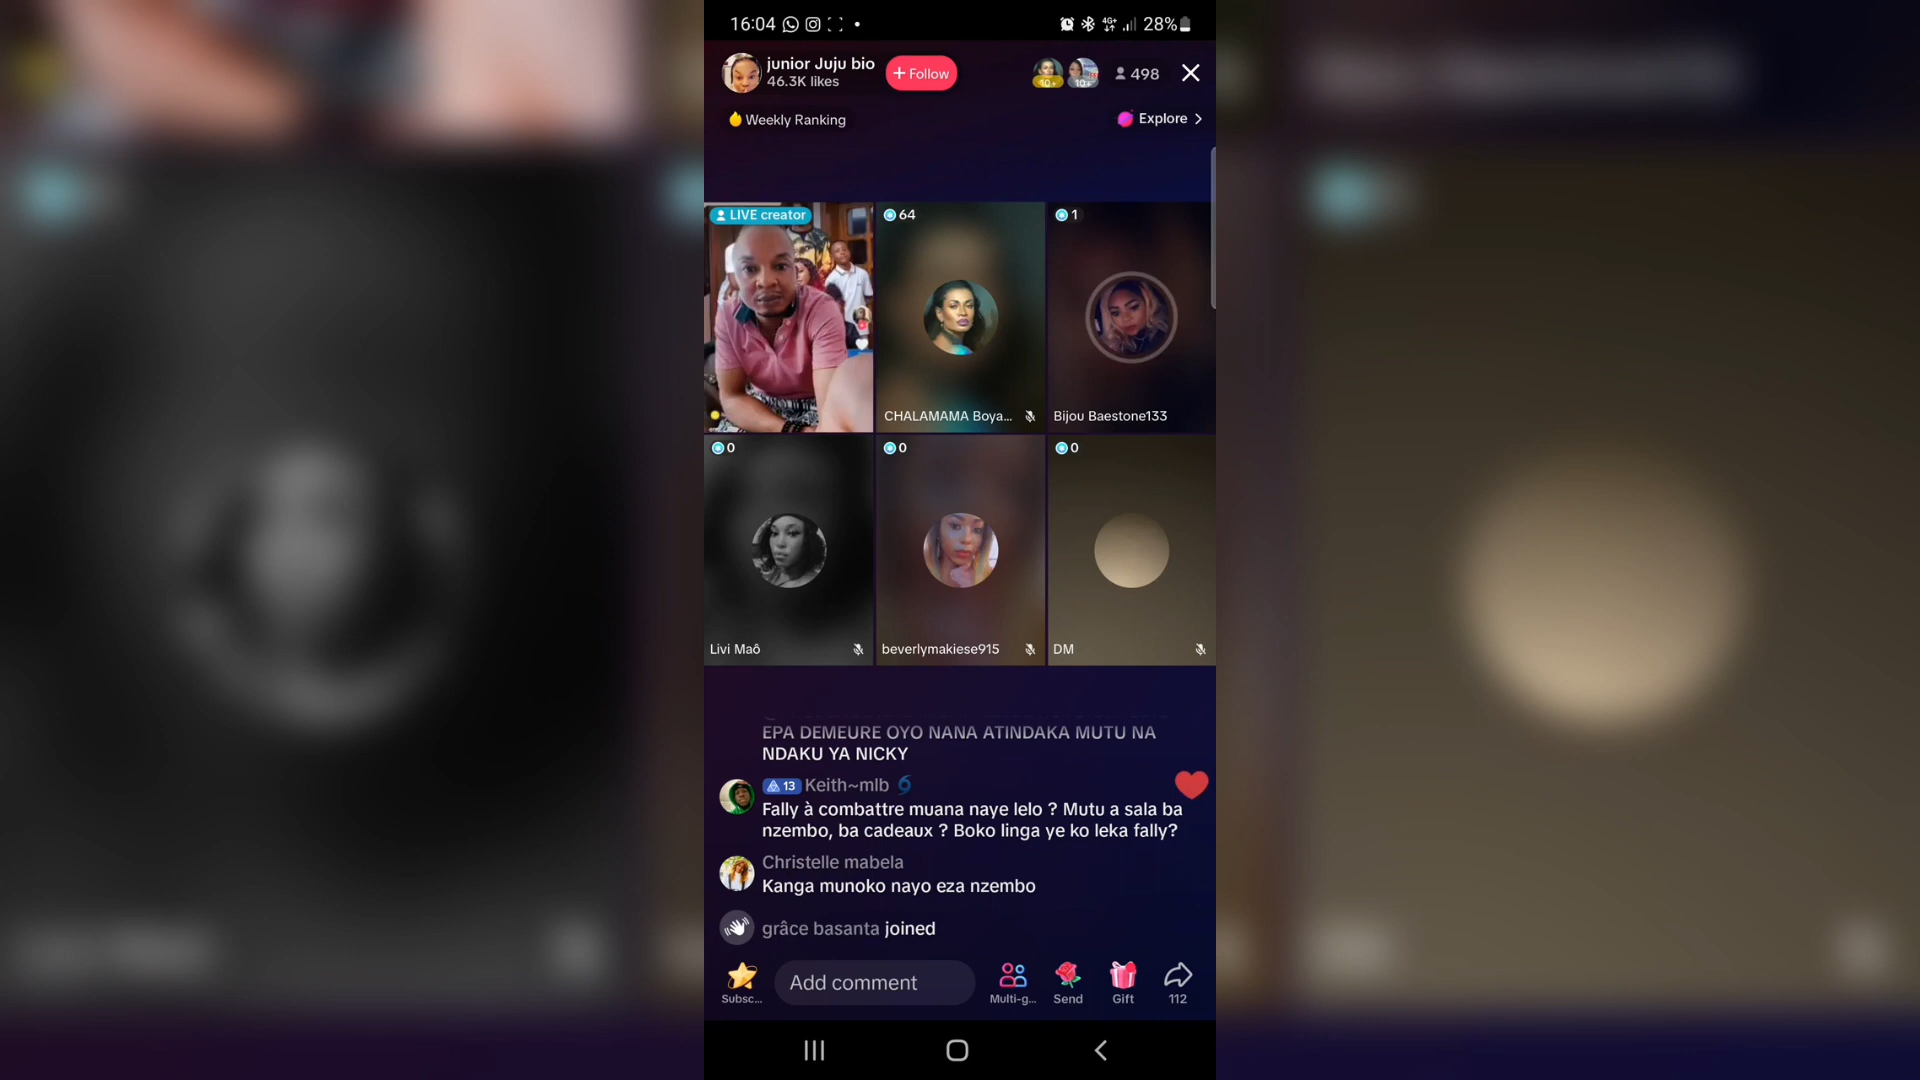 16:04
4G+
28%
junior Juju bio
46.3K likes
+ Follow
10+
10+
498
Weekly Ranking
Explore
LIVE creator
64
1
CHALAMAMA Boya...
Bijou Baestone133
0
0
0
Livi Maô
beverlymakiese915
DM
EPA DEMEURE OYO NANA ATINDAKA MUTU NA
NDAKU YA NICKY
13 Keith~mlb
Fally à combattre muana naye lelo ? Mutu a sala ba
nzembo, ba cadeaux ? Boko linga ye ko leka fally?
Christelle mabela
Kanga munoko nayo eza nzembo
grâce basanta joined
Add comment
Subsc...
Multi-g...
Send
Gift
112